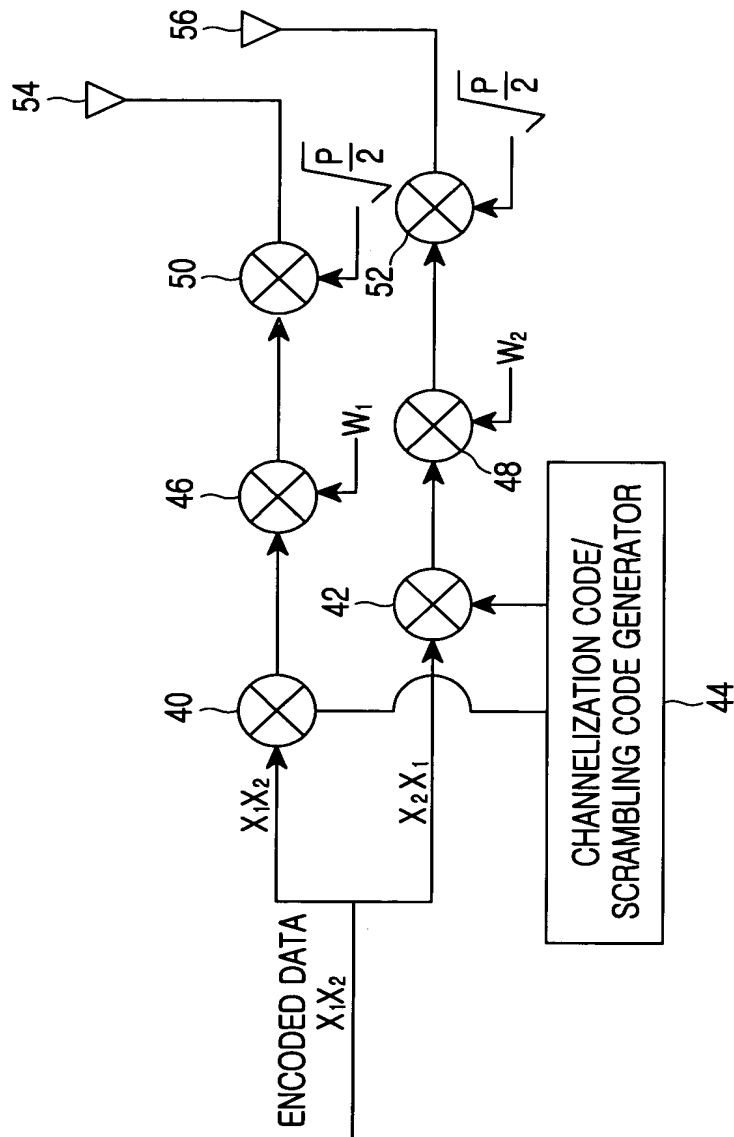 ENCODED DATA
X₁X₂
X₁X₂
X₂X₁
40
42
CHANNELIZATION CODE/
SCRAMBLING CODE GENERATOR
44
46
W₁
48
W₂
50
√P/2
52
√P/2
54
56